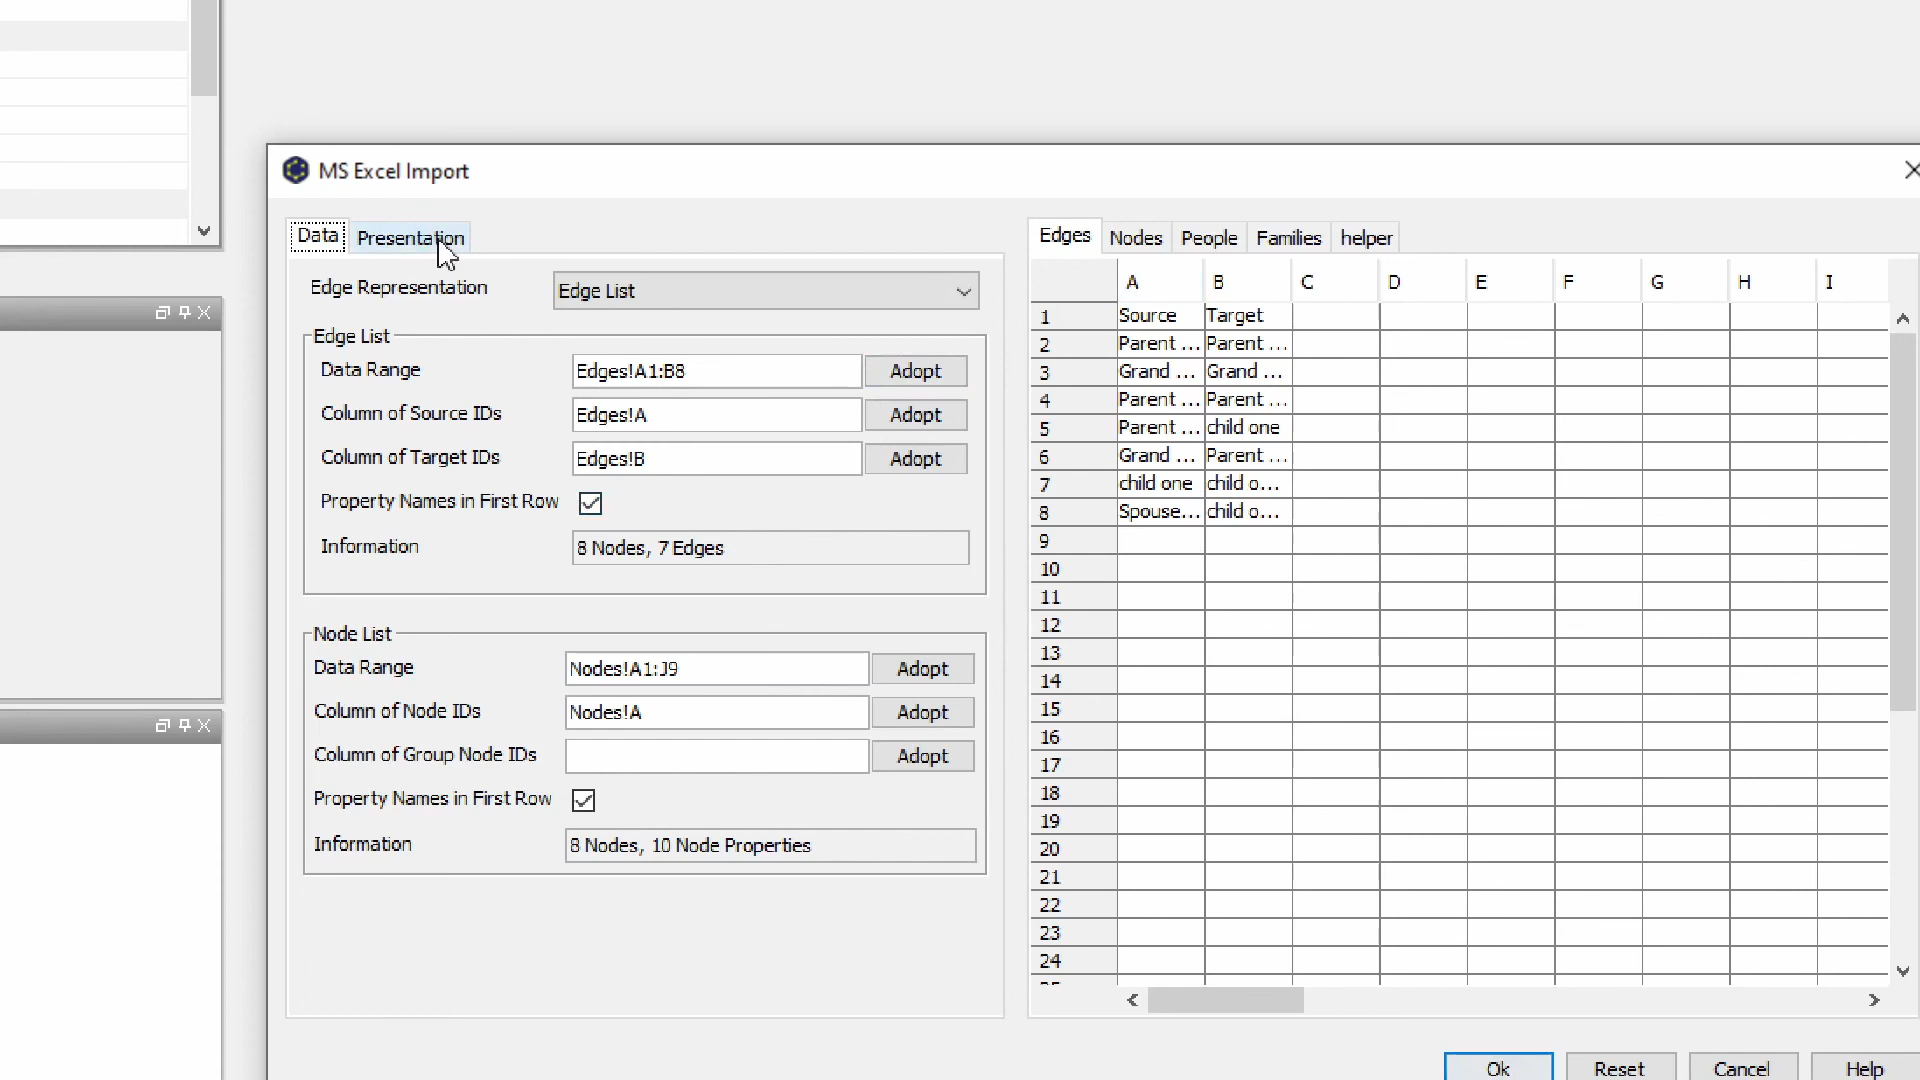 MS Excel Import
Data Presentation
Edge Representation Edge List
Edge List
Data Range Edges!A1:B8 Adopt
Column of Source IDs Edges!A Adopt
Column of Target IDs Edges!B Adopt
Property Names in First Row
Information 8 Nodes, 7 Edges
Node List
Data Range Nodes!A1:J9 Adopt
Column of Node IDs Nodes!A Adopt
Column of Group Node IDs Adopt
Property Names in First Row
Information 8 Nodes, 10 Node Properties
Edges Nodes People Families helper
A B C D E F G H I
1 Source Target
2 Parent ... Parent ...
3 Grand ... Grand ...
4 Parent ... Parent ...
5 Parent ... child one
6 Grand ... Parent ...
7 child one child o...
8 Spouse... child o...
9
10
11
12
13
14
15
16
17
18
19
20
21
22
23
24
Ok Reset Cancel Help